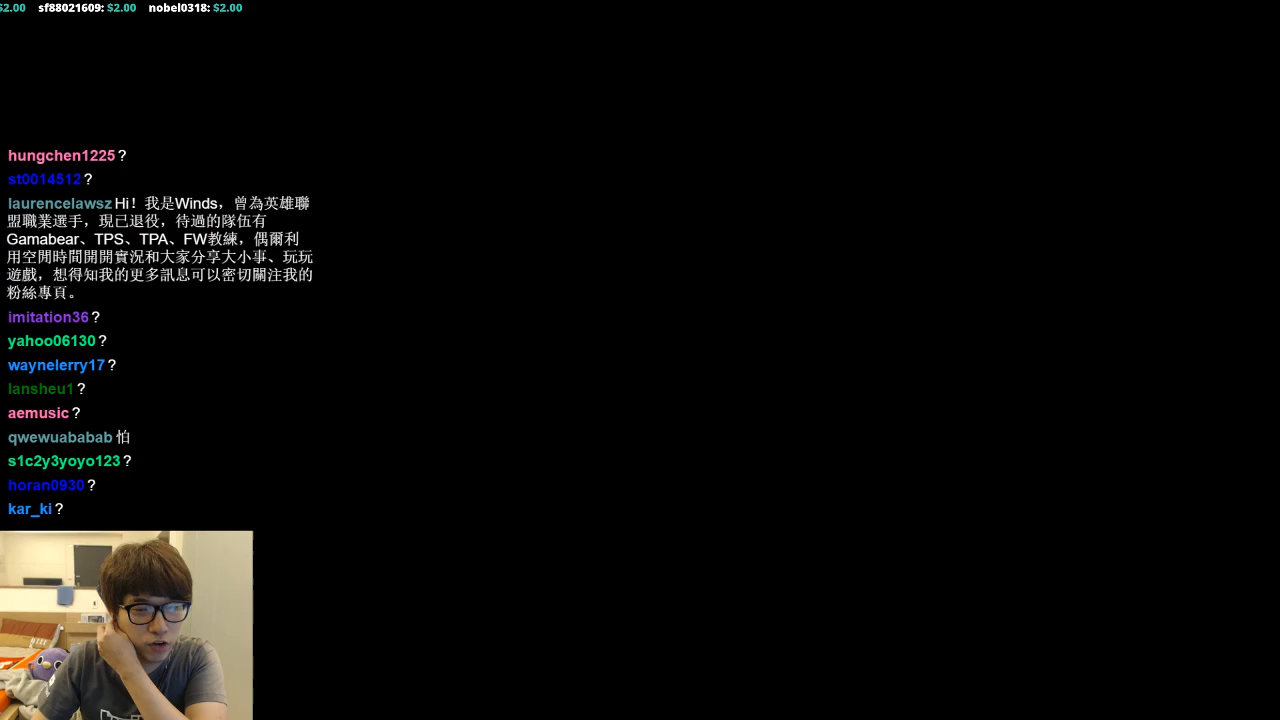 $2.00 sf88021609: $2.00 nobel0318: $2.00
hungchen1225 ?
st0014512 ?
laurencelawsz Hi！我是Winds，曾為英雄聯
盟職業選手，現已退役，待過的隊伍有
Gamabear、TPS、TPA、FW教練，偶爾利
用空閒時間開開實況和大家分享大小事、玩玩
遊戲，想得知我的更多訊息可以密切關注我的
粉絲專頁。
imitation36 ?
yahoo06130 ?
waynelerry17 ?
lansheu1 ?
aemusic ?
qwewuababab 怕
s1c2y3yoyo123 ?
horan0930 ?
kar_ki ?